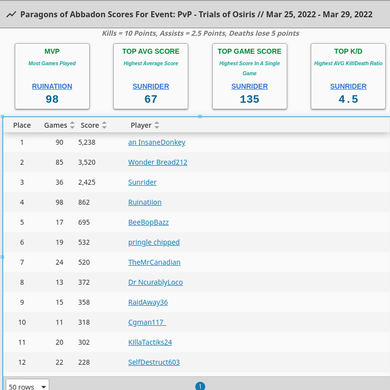 Paragons of Abbadon Scores For Event: PvP - Trials of Osiris // Mar 25, 2022 - Mar 29, 2022
Kills = 10 Points, Assists = 2.5 Points, Deaths lose 5 points
MVP
Most Games Played
RUINATIION
98
TOP AVG SCORE
Highest Average Score
SUNRIDER
67
TOP GAME SCORE
Highest Score In A Single
Game
SUNRIDER
135
TOP K/D
Highest AVG Kill/Death Ratio
SUNRIDER
4.5
Place Games Score Player
1 90 5,238 an InsaneDonkey
2 85 3,520 Wonder Bread212
3 36 2,425 Sunrider
4 98 862 Ruinatiion
5 17 695 BeeBopBazz
6 19 532 pringle chipped
7 24 520 TheMrCanadian
8 13 372 Dr NcurablyLoco
9 15 358 RaidAway36
10 11 318 Cgman117_
11 20 302 KillaTactiks24
12 22 228 SelfDestruct603
50 rows
1